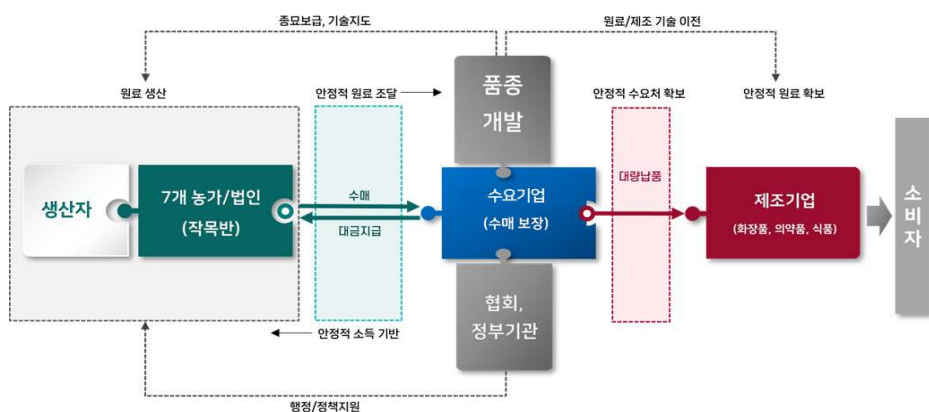 종묘보급, 기술지도
원료/제조 기술 이전
원료 생산
안정적 원료 조달
품종
개발
안정적 수요처 확보
안정적 원료 확보
생산자
7개 농가/법인
(작목반)
수매
대금지급
수요기업
(수매 보장)
대량납품
제조기업
(화장품, 의약품, 식품)
소비자
협회,
정부기관
안정적 소득 기반
행정/정책지원